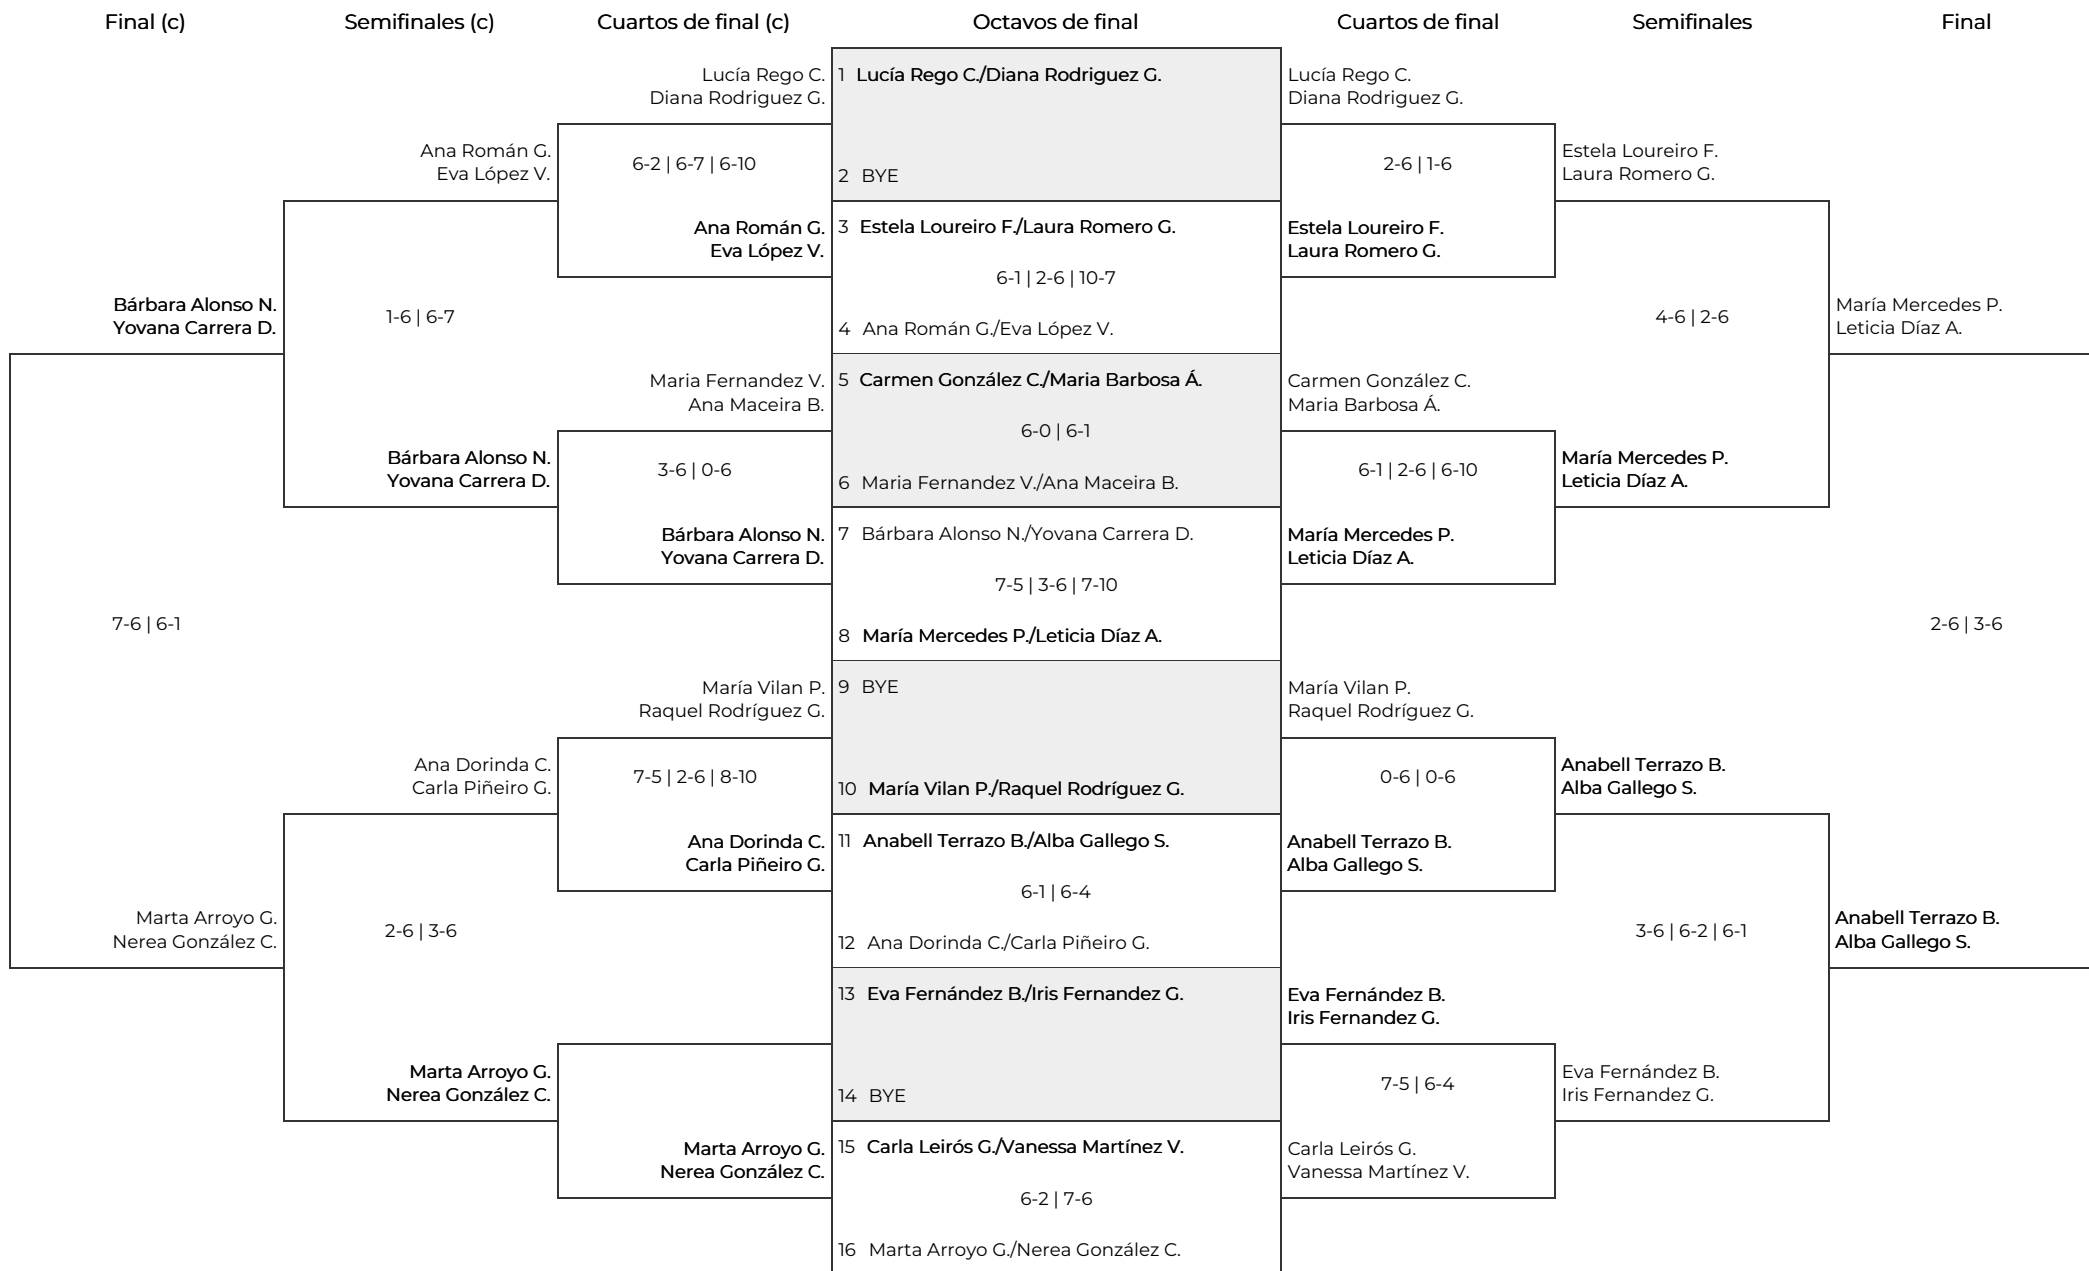 Final (c)
Semifinales (c)
Cuartos de final (c)
Octavos de final
Cuartos de final
Semifinales
Final
Bárbara Alonso N.
Yovana Carrera D.
7-6 | 6-1
Marta Arroyo G.
Nerea González C.
Ana Román G.
Eva López V.
1-6 | 6-7
Bárbara Alonso N.
Yovana Carrera D.
Ana Dorinda C.
Carla Piñeiro G.
2-6 | 3-6
Marta Arroyo G.
Nerea González C.
Lucía Rego C.
Diana Rodriguez G.
6-2 | 6-7 | 6-10
Ana Román G.
Eva López V.
Maria Fernandez V.
Ana Maceira B.
3-6 | 0-6
Bárbara Alonso N.
Yovana Carrera D.
María Vilan P.
Raquel Rodríguez G.
7-5 | 2-6 | 8-10
Ana Dorinda C.
Carla Piñeiro G.
Marta Arroyo G.
Nerea González C.
1 Lucía Rego C./Diana Rodriguez G.
2 BYE
3 Estela Loureiro F./Laura Romero G.
6-1 | 2-6 | 10-7
4 Ana Román G./Eva López V.
5 Carmen González C./Maria Barbosa Á.
6-0 | 6-1
6 Maria Fernandez V./Ana Maceira B.
7 Bárbara Alonso N./Yovana Carrera D.
7-5 | 3-6 | 7-10
8 María Mercedes P./Leticia Díaz A.
9 BYE
10 María Vilan P./Raquel Rodríguez G.
11 Anabell Terrazo B./Alba Gallego S.
6-1 | 6-4
12 Ana Dorinda C./Carla Piñeiro G.
13 Eva Fernández B./Iris Fernandez G.
14 BYE
15 Carla Leirós G./Vanessa Martínez V.
6-2 | 7-6
16 Marta Arroyo G./Nerea González C.
Lucía Rego C.
Diana Rodriguez G.
2-6 | 1-6
Estela Loureiro F.
Laura Romero G.
Carmen González C.
Maria Barbosa Á.
6-1 | 2-6 | 6-10
María Mercedes P.
Leticia Díaz A.
María Vilan P.
Raquel Rodríguez G.
0-6 | 0-6
Anabell Terrazo B.
Alba Gallego S.
Eva Fernández B.
Iris Fernandez G.
7-5 | 6-4
Carla Leirós G.
Vanessa Martínez V.
Estela Loureiro F.
Laura Romero G.
4-6 | 2-6
María Mercedes P.
Leticia Díaz A.
Anabell Terrazo B.
Alba Gallego S.
3-6 | 6-2 | 6-1
Eva Fernández B.
Iris Fernandez G.
María Mercedes P.
Leticia Díaz A.
2-6 | 3-6
Anabell Terrazo B.
Alba Gallego S.